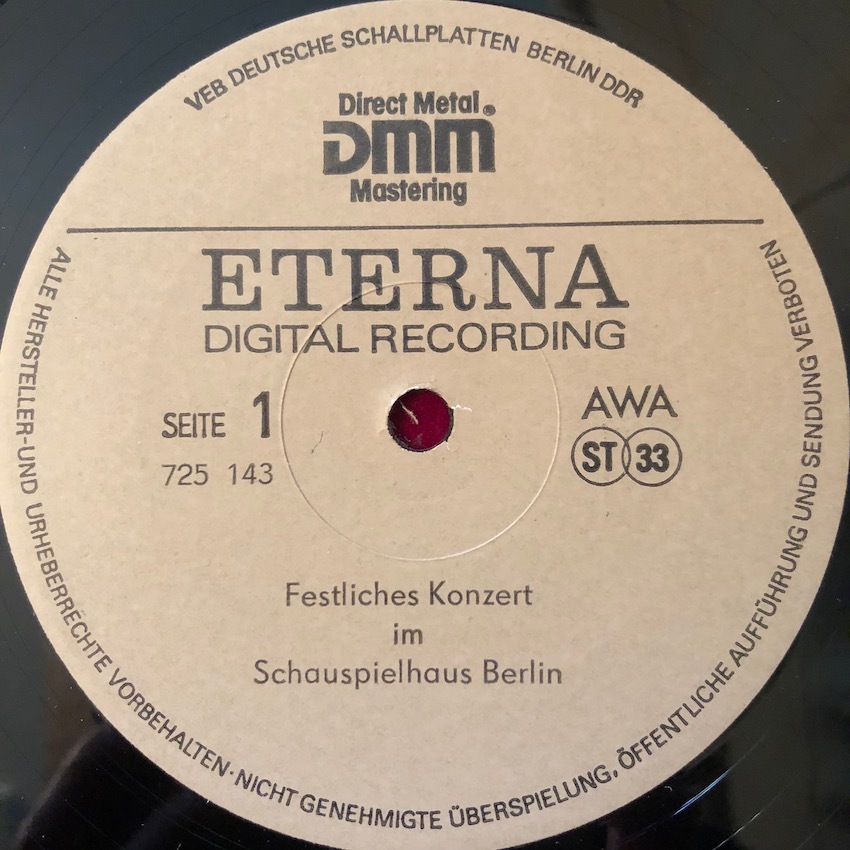 VEB DEUTSCHE SCHALLPLATTEN BERLIN DDR
Direct Metal
DMM®
Mastering
ETERNA
DIGITAL RECORDING
SEITE 1
725 143
AWA
ST 33
Festliches Konzert
im
Schauspielhaus Berlin
ALLE HERSTELLER-UND URHEBERRECHTE VORBEHALTEN·NICHT GENEHMIGTE ÜBERSPIELUNG, ÖFFENTLICHE AUFFÜHRUNG UND SENDUNG VERBOTEN